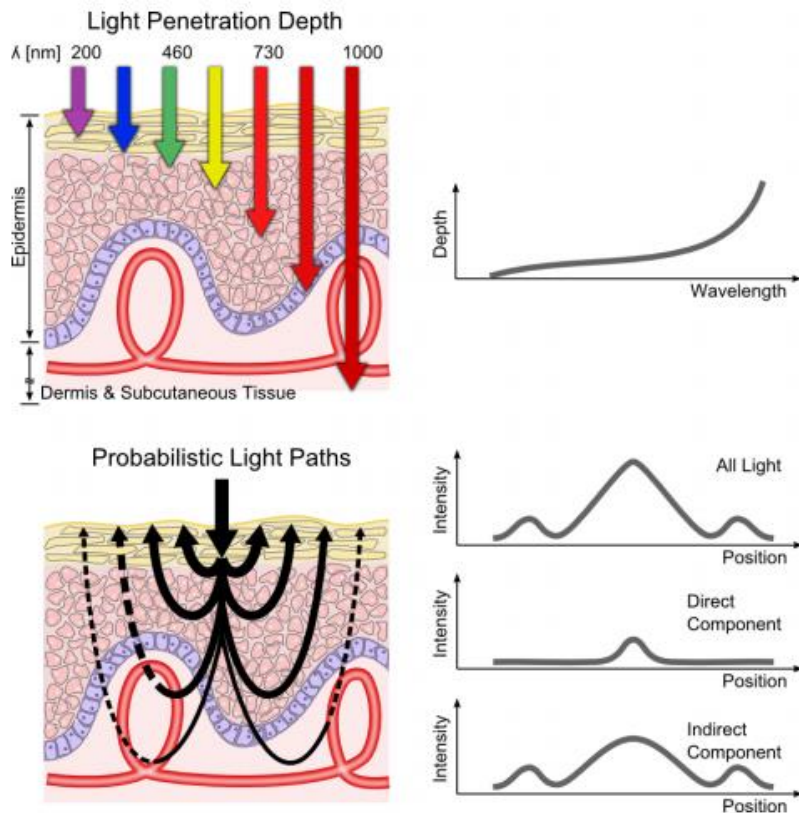 Light Penetration Depth
λ [nm] 200 460 730 1000
Epidermis
≈
Dermis & Subcutaneous Tissue
Depth
Wavelength
Probabilistic Light Paths
Intensity
All Light
Position
Intensity
Direct
Component
Position
Intensity
Indirect
Component
Position